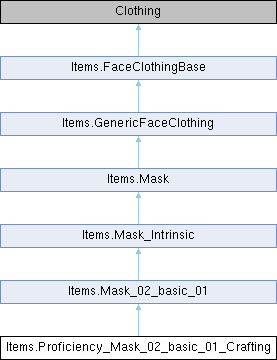 Clothing
Items.FaceClothingBase
Items.GenericFaceClothing
Items.Mask
Items.Mask_Intrinsic
Items.Mask_02_basic_01
Items.Proficiency_Mask_02_basic_01_Crafting